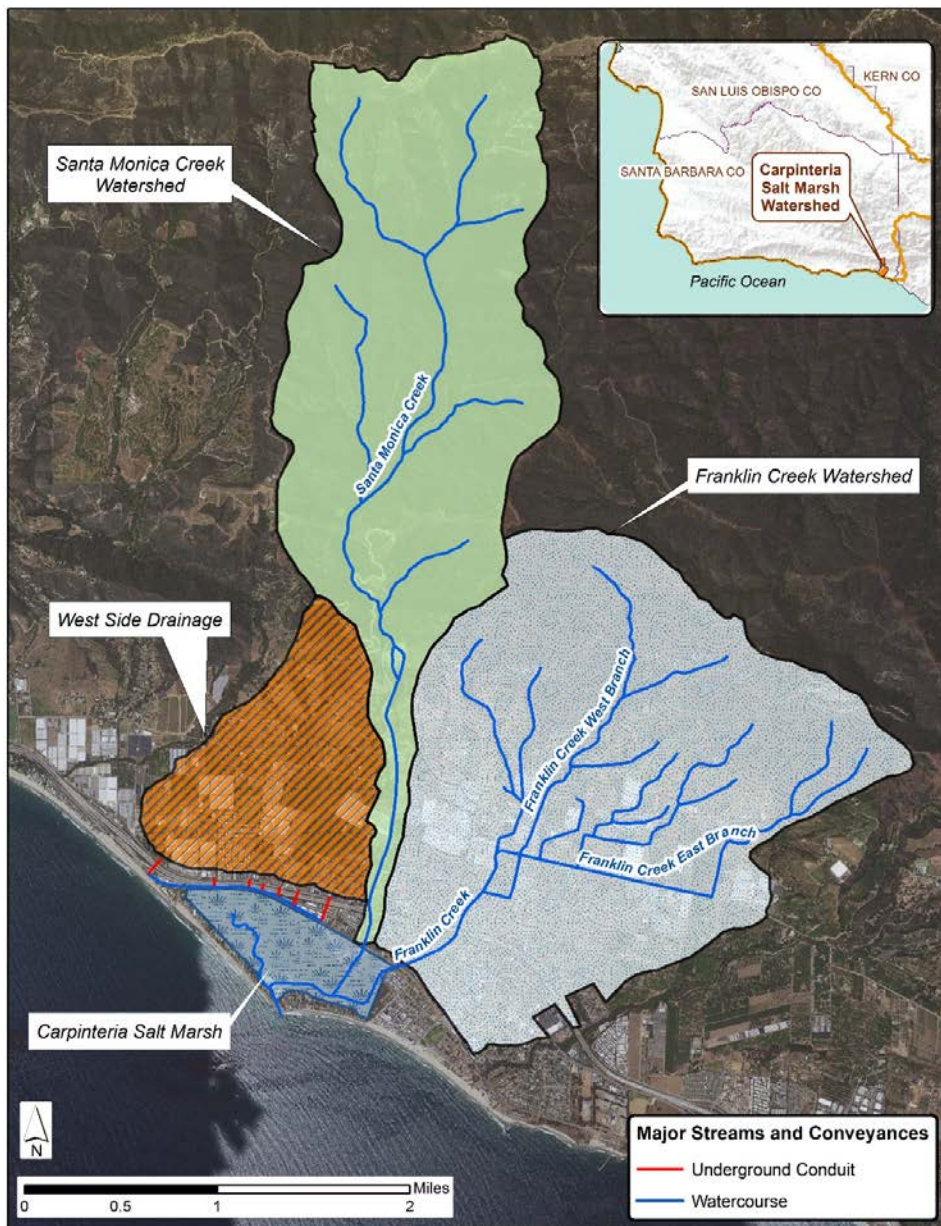 Santa Monica Creek
Watershed
KERN CO
SAN LUIS OBISPO CO
SANTA BARBARA CO
Carpinteria
Salt Marsh
Watershed
Pacific Ocean
Santa Monica Creek
Franklin Creek Watershed
West Side Drainage
Franklin Creek West Branch
Franklin Creek East Branch
Franklin Creek
Carpinteria Salt Marsh
N
Miles
0 0.5 1 2
Major Streams and Conveyances
Underground Conduit
Watercourse